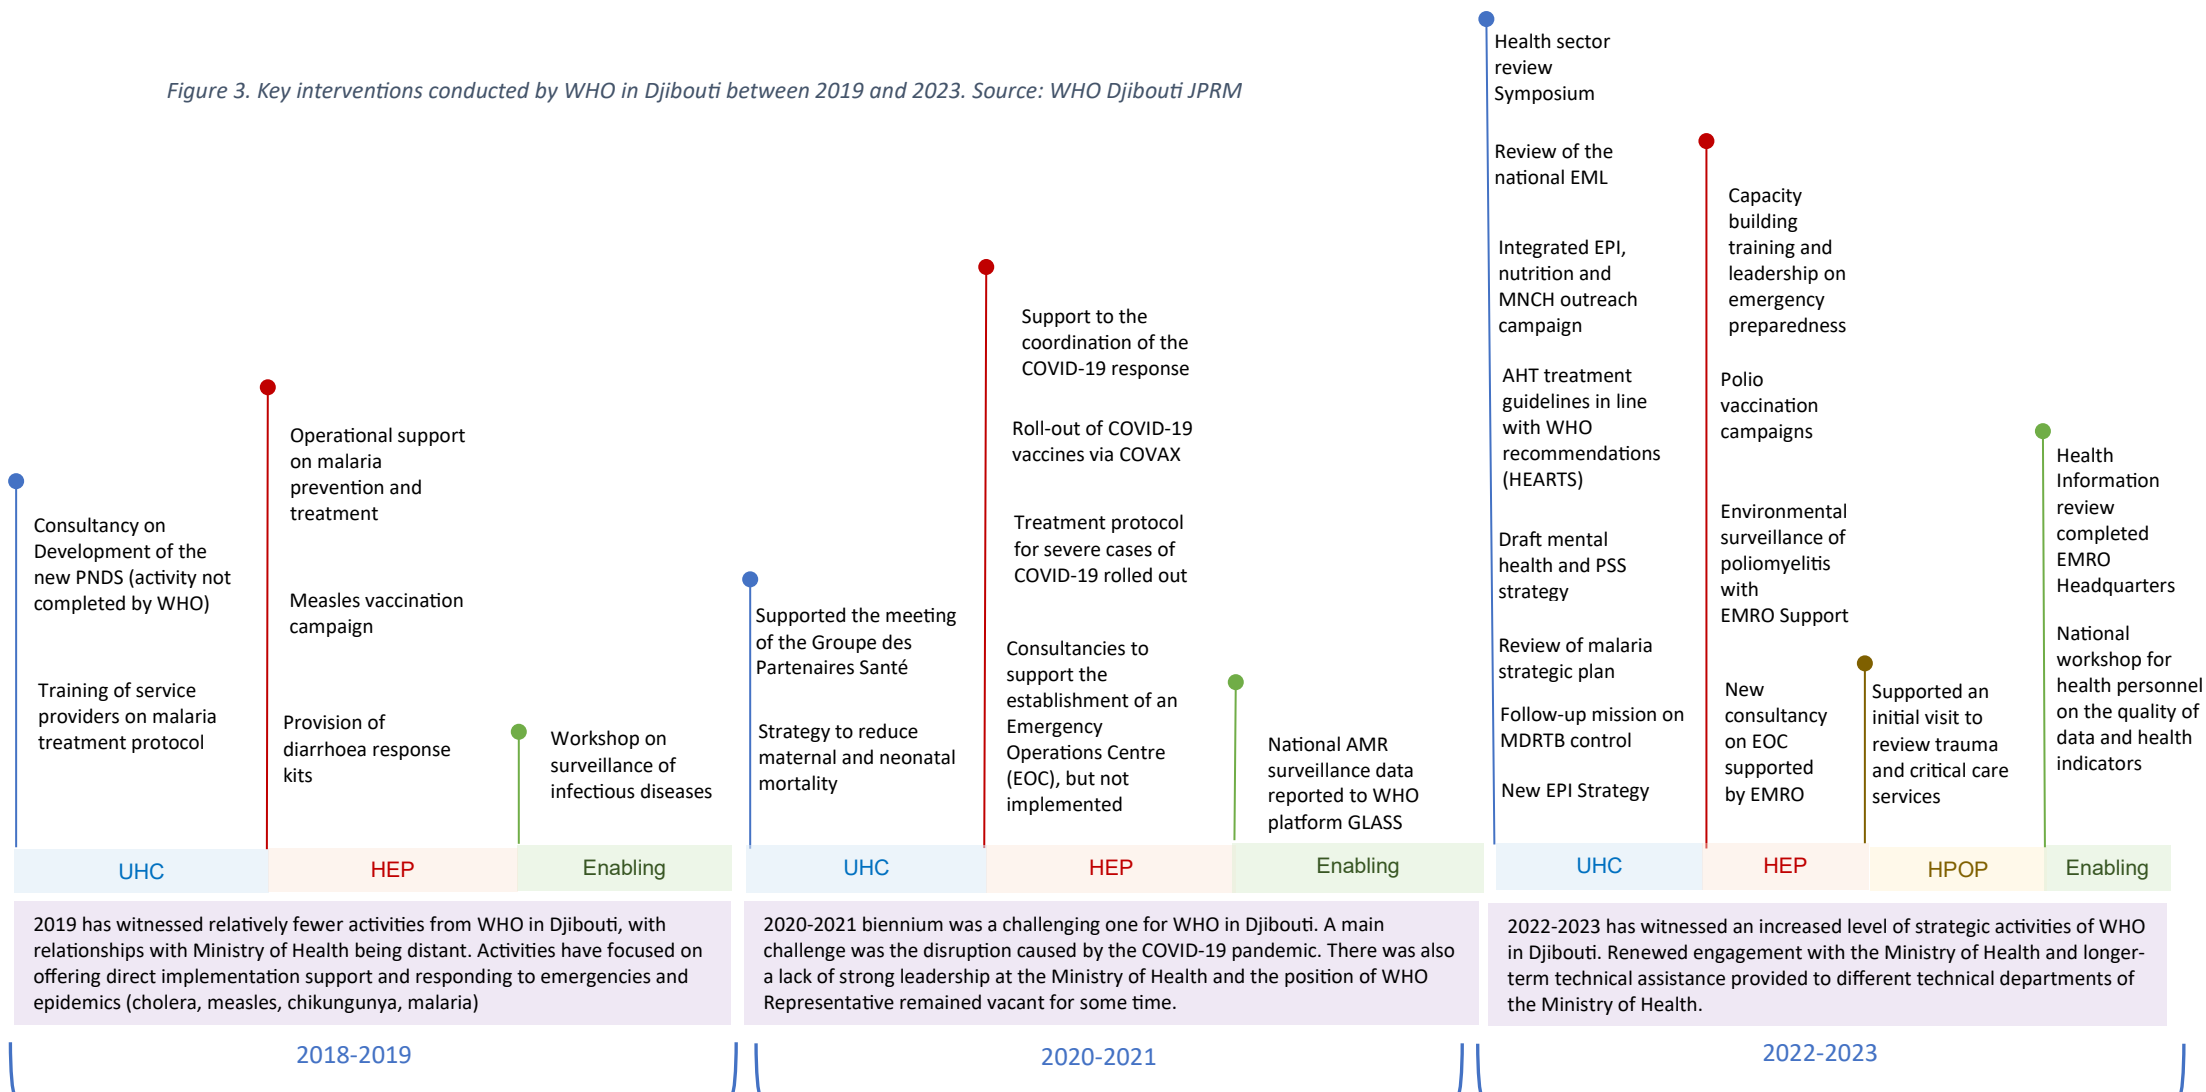 Figure 3. Key interventions conducted by WHO in Djibouti between 2019 and 2023. Source: WHO Djibouti JPRM
Consultancy on
Development of the
new PNDS (activity not
completed by WHO)
Training of service
providers on malaria
treatment protocol
Operational support
on malaria
prevention and
treatment
Measles vaccination
campaign
Provision of
diarrhoea response
kits
Workshop on
surveillance of
infectious diseases
UHC
HEP
Enabling
2019 has witnessed relatively fewer activities from WHO in Djibouti, with
relationships with Ministry of Health being distant. Activities have focused on
offering direct implementation support and responding to emergencies and
epidemics (cholera, measles, chikungunya, malaria)
2018-2019
Supported the meeting
of the Groupe des
Partenaires Santé
Strategy to reduce
maternal and neonatal
mortality
Support to the
coordination of the
COVID-19 response
Roll-out of COVID-19
vaccines via COVAX
Treatment protocol
for severe cases of
COVID-19 rolled out
Consultancies to
support the
establishment of an
Emergency
Operations Centre
(EOC), but not
implemented
National AMR
surveillance data
reported to WHO
platform GLASS
UHC
HEP
Enabling
2020-2021 biennium was a challenging one for WHO in Djibouti. A main
challenge was the disruption caused by the COVID-19 pandemic. There was also
a lack of strong leadership at the Ministry of Health and the position of WHO
Representative remained vacant for some time.
2020-2021
Health sector
review
Symposium
Review of the
national EML
Integrated EPI,
nutrition and
MNCH outreach
campaign
AHT treatment
guidelines in line
with WHO
recommendations
(HEARTS)
Draft mental
health and PSS
strategy
Review of malaria
strategic plan
Follow-up mission on
MDRTB control
New EPI Strategy
Capacity
building
training and
leadership on
emergency
preparedness
Polio
vaccination
campaigns
Environmental
surveillance of
poliomyelitis
with
EMRO Support
New
consultancy
on EOC
supported
by EMRO
Supported an
initial visit to
review trauma
and critical care
services
Health
Information
review
completed
EMRO
Headquarters
National
workshop for
health personnel
on the quality of
data and health
indicators
UHC
HEP
HPOP
Enabling
2022-2023 has witnessed an increased level of strategic activities of WHO
in Djibouti. Renewed engagement with the Ministry of Health and longer-
term technical assistance provided to different technical departments of
the Ministry of Health.
2022-2023